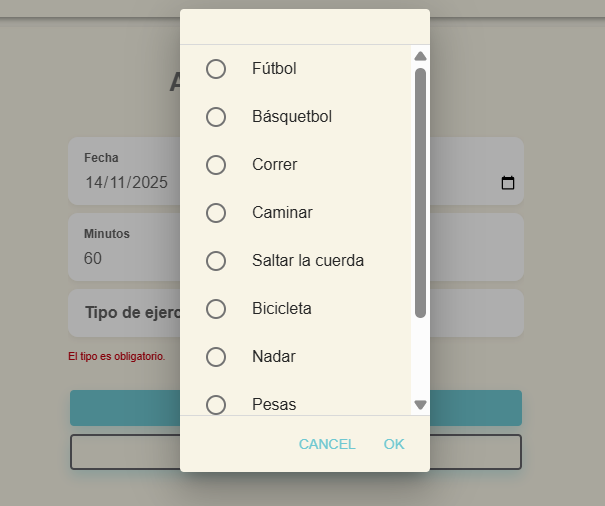 Fútbol
Básquetbol
Correr
Caminar
Saltar la cuerda
Bicicleta
Nadar
Pesas
CANCEL OK
Fecha
14/11/2025
Minutos
60
Tipo de
El tipo es obligatorio.